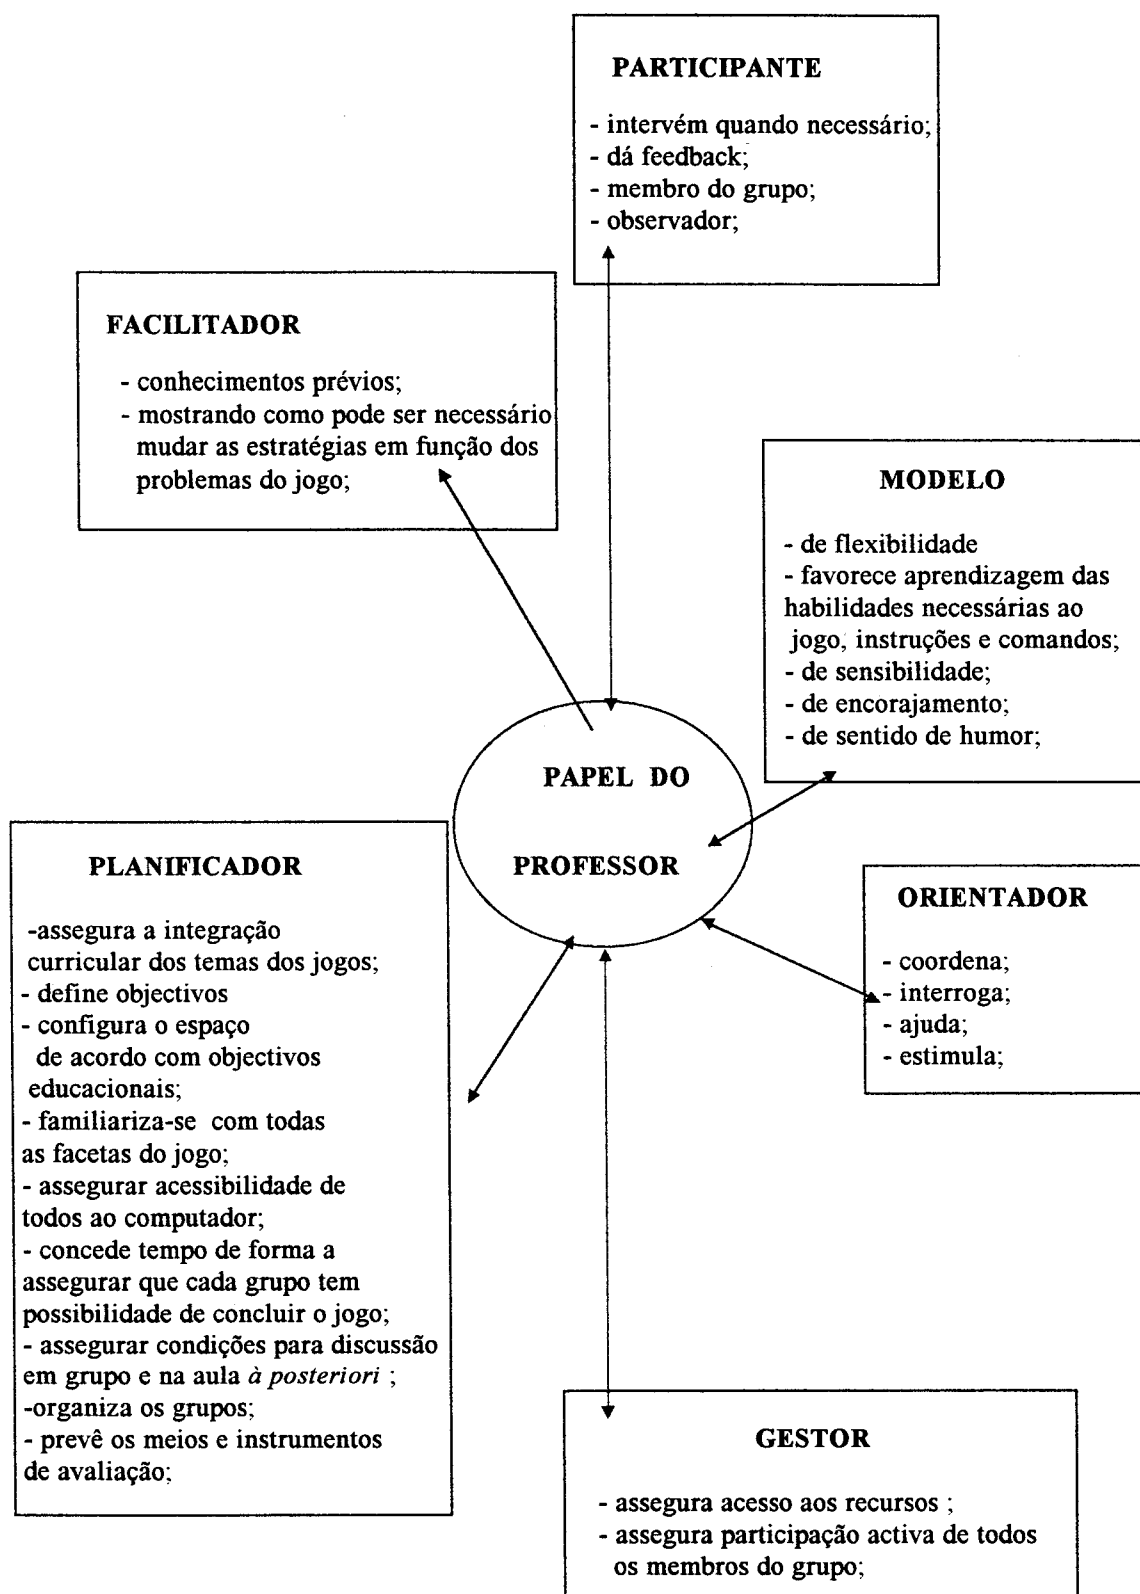 PARTICIPANTE
- intervém quando necessário;
- dá feedback;
- membro do grupo;
- observador;
FACILITADOR
- conhecimentos prévios;
- mostrando como pode ser necessário
mudar as estratégias em função dos
problemas do jogo;
MODELO
- de flexibilidade
- favorece aprendizagem das
habilidades necessárias ao
jogo, instruções e comandos;
- de sensibilidade;
- de encorajamento;
- de sentido de humor;
PAPEL DO
PROFESSOR
PLANIFICADOR
-assegura a integração
curricular dos temas dos jogos;
- define objectivos
- configura o espaço
de acordo com objectivos
educacionais;
- familiariza-se com todas
as facetas do jogo;
- assegurar acessibilidade de
todos ao computador;
- concede tempo de forma a
assegurar que cada grupo tem
possibilidade de concluir o jogo;
- assegurar condições para discussão
em grupo e na aula à posteriori ;
-organiza os grupos;
- prevê os meios e instrumentos
de avaliação;
ORIENTADOR
- coordena;
- interroga;
- ajuda;
- estimula;
GESTOR
- assegura acesso aos recursos ;
- assegura participação activa de todos
os membros do grupo;